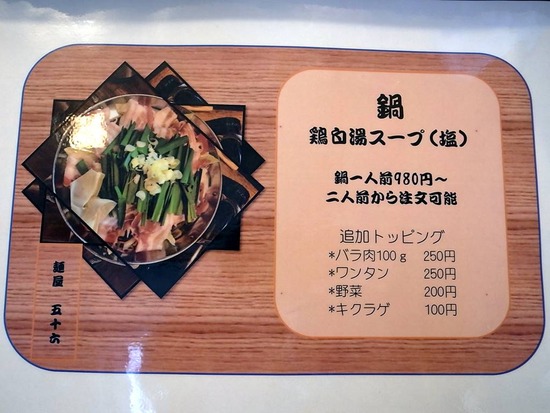 鍋
鶏白湯スープ(塩)
鍋一人前980円～
二人前から注文可能
追加トッピング
*バラ肉100g 250円
*ワンタン 250円
*野菜 200円
*キクラゲ 100円
麺屋 五十六